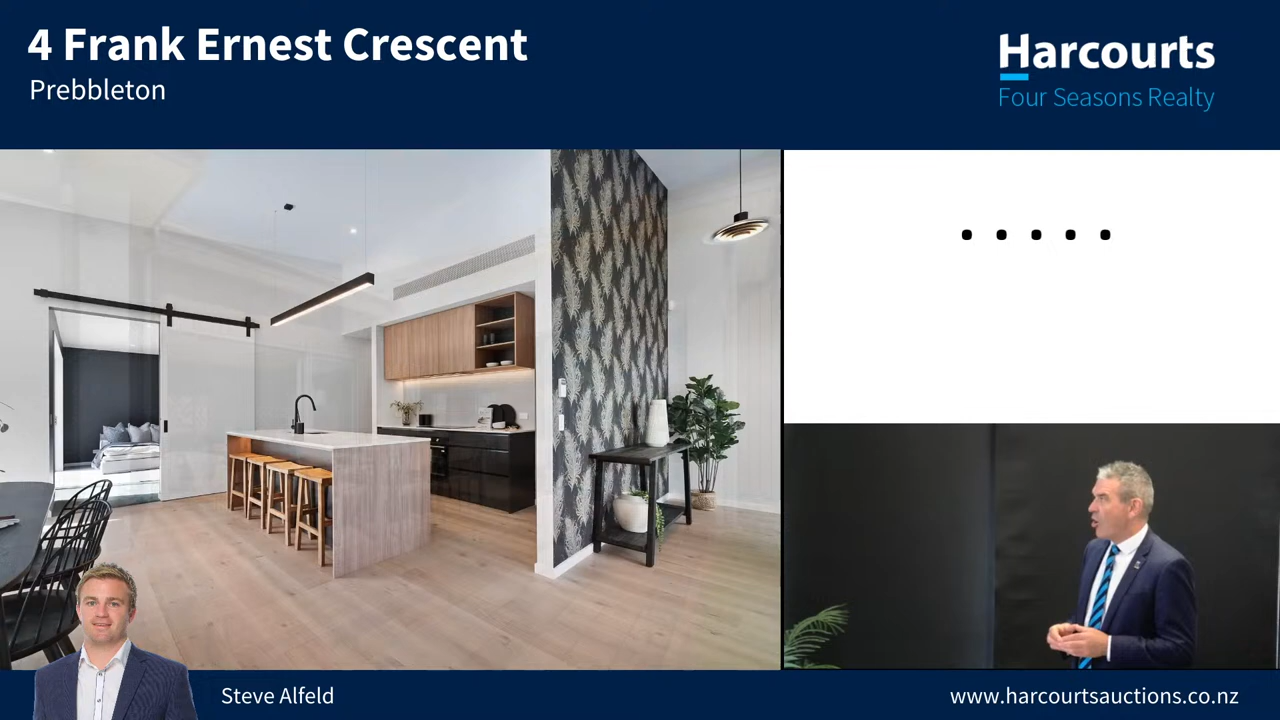 4 Frank Ernest Crescent
Prebbleton
Harcourts
Four Seasons Realty
. . . . .
Steve Alfeld
www.harcourtsauctions.co.nz